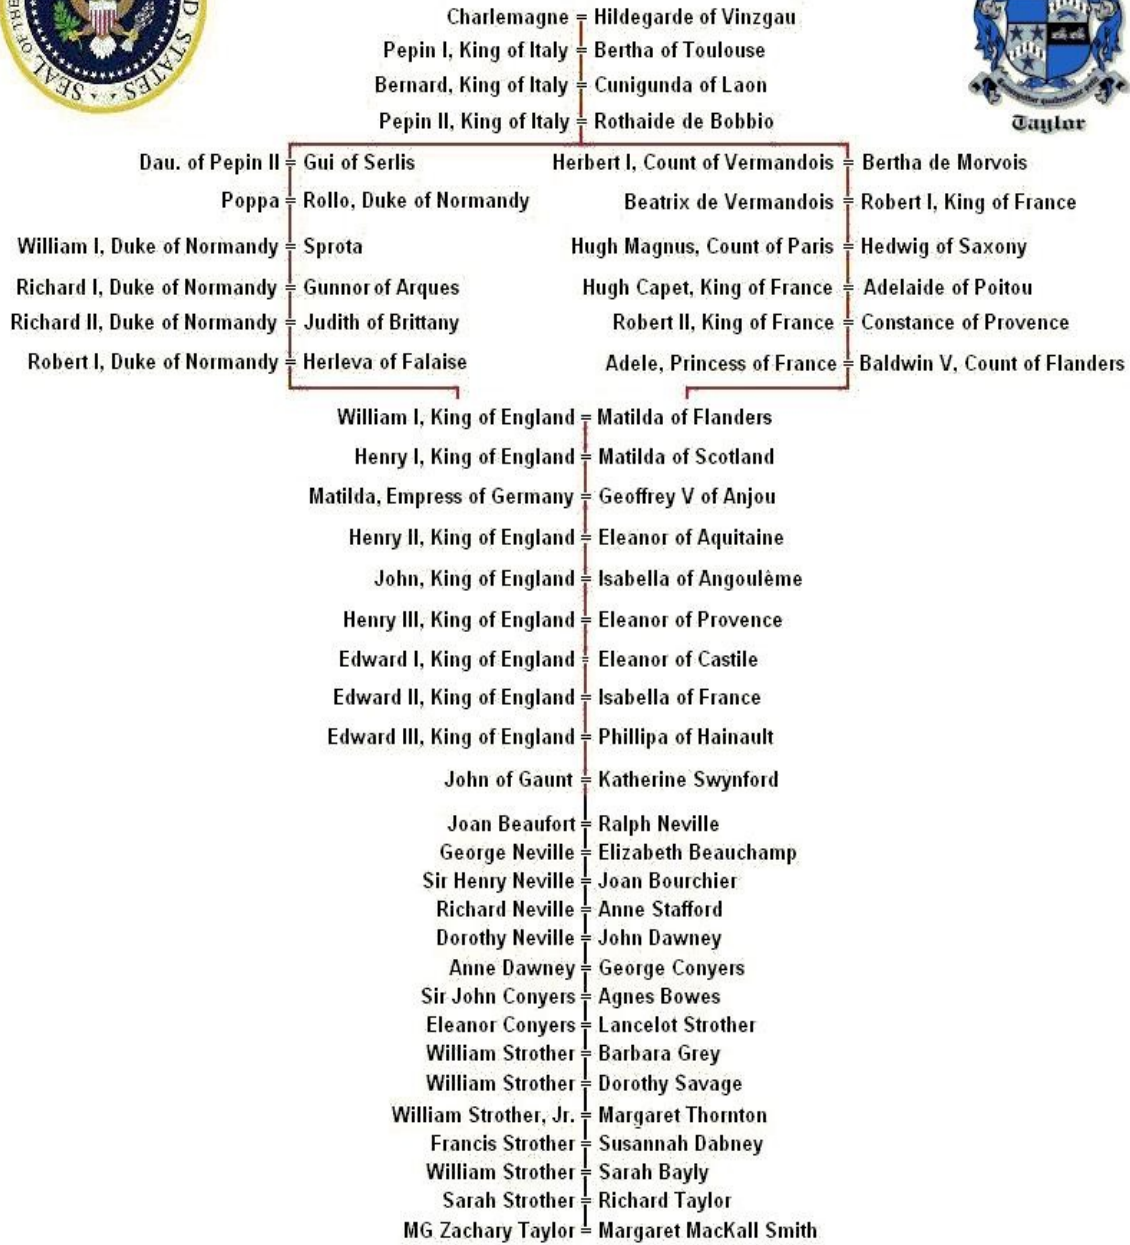 SEAL OF THE
D STATES
Charlemagne = Hildegarde of Vinzgau
Pepin I, King of Italy = Bertha of Toulouse
Bernard, King of Italy = Cunigunda of Laon
Pepin II, King of Italy = Rothaide de Bobbio
Taylor
Dau. of Pepin II = Gui of Serlis
Herbert I, Count of Vermandois = Bertha de Morvois
Poppa = Rollo, Duke of Normandy
Beatrix de Vermandois = Robert I, King of France
William I, Duke of Normandy = Sprota
Hugh Magnus, Count of Paris = Hedwig of Saxony
Richard I, Duke of Normandy = Gunnor of Arques
Hugh Capet, King of France = Adelaide of Poitou
Richard II, Duke of Normandy = Judith of Brittany
Robert II, King of France = Constance of Provence
Robert I, Duke of Normandy = Herleva of Falaise
Adele, Princess of France = Baldwin V, Count of Flanders
William I, King of England = Matilda of Flanders
Henry I, King of England = Matilda of Scotland
Matilda, Empress of Germany = Geoffrey V of Anjou
Henry II, King of England = Eleanor of Aquitaine
John, King of England = Isabella of Angoulême
Henry III, King of England = Eleanor of Provence
Edward I, King of England = Eleanor of Castile
Edward II, King of England = Isabella of France
Edward III, King of England = Phillipa of Hainault
John of Gaunt = Katherine Swynford
Joan Beaufort = Ralph Neville
George Neville = Elizabeth Beauchamp
Sir Henry Neville = Joan Bourchier
Richard Neville = Anne Stafford
Dorothy Neville = John Dawney
Anne Dawney = George Conyers
Sir John Conyers = Agnes Bowes
Eleanor Conyers = Lancelot Strother
William Strother = Barbara Grey
William Strother = Dorothy Savage
William Strother, Jr. = Margaret Thornton
Francis Strother = Susannah Dabney
William Strother = Sarah Bayly
Sarah Strother = Richard Taylor
MG Zachary Taylor = Margaret MacKall Smith